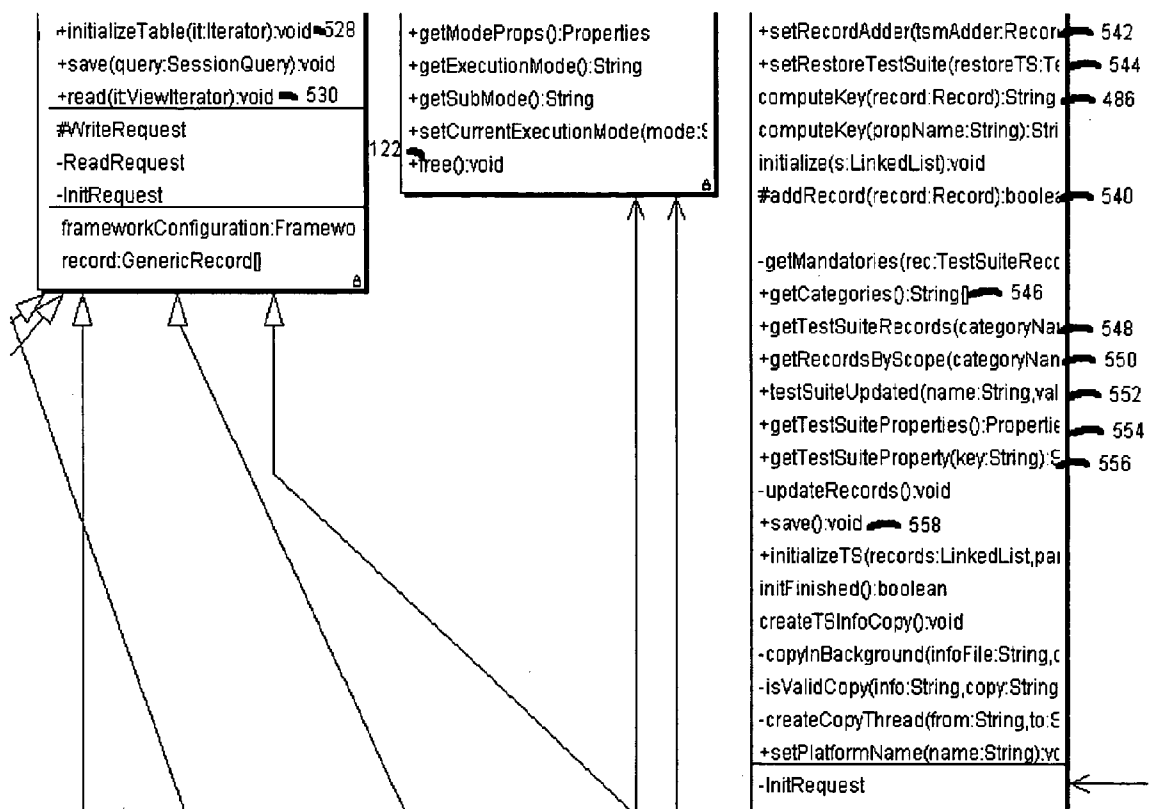 +initializeTable(it:Iterator):void 528
+save(query:SessionQuery):void
+read(it:ViewIterator):void 530
#WriteRequest
-ReadRequest
-InitRequest
frameworkConfiguration:Framewo
record:GenericRecord[]
+getModeProps():Properties
+getExecutionMode():String
+getSubMode():String
+setCurrentExecutionMode(mode:S
122
+free():void
+setRecordAdder(tsmAdder:Recor 542
+setRestoreTestSuite(restoreTS:Te 544
computeKey(record:Record):String 486
computeKey(propName:String):Stri
initialize(s:LinkedList):void
#addRecord(record:Record):boolea 540
-getMandatories(rec:TestSuiteRecc
+getCategories():String[] 546
+getTestSuiteRecords(categoryNa 548
+getRecordsByScope(categoryNan 550
+testSuiteUpdated(name:String,val 552
+getTestSuiteProperties():Propertie 554
+getTestSuiteProperty(key:String):S 556
-updateRecords():void
+save():void 558
+initializeTS(records:LinkedList,pai
initFinished():boolean
createTSInfoCopy():void
-copyInBackground(infoFile:String,c
-isValidCopy(info:String,copy:String
-createCopyThread(from:String,to:S
+setPlatformName(name:String):vc
-InitRequest